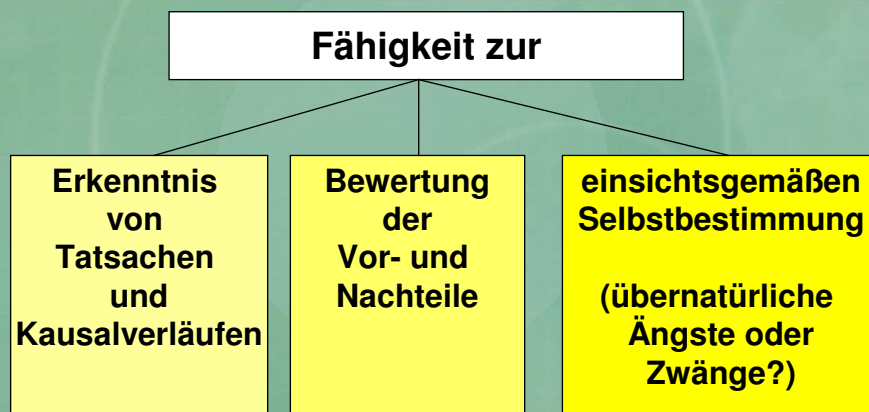 Fähigkeit zur
Erkenntnis
von
Tatsachen
und
Kausalverläufen
Bewertung
der
Vor- und
Nachteile
einsichtsgemäßen
Selbstbestimmung
(übernatürliche
Ängste oder
Zwänge?)